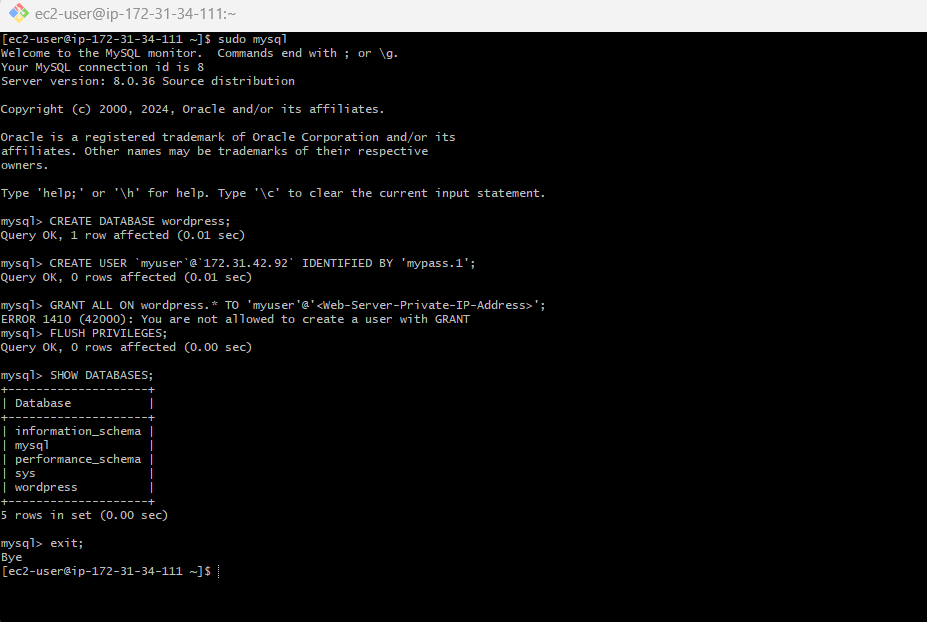 ec2-user@ip-172-31-34-111:~
[ec2-user@ip-172-31-34-111 ~]$ sudo mysql
Welcome to the MySQL monitor.  Commands end with ; or \g.
Your MySQL connection id is 8
Server version: 8.0.36 Source distribution
Copyright (c) 2000, 2024, Oracle and/or its affiliates.
Oracle is a registered trademark of Oracle Corporation and/or its
affiliates. Other names may be trademarks of their respective
owners.
Type 'help;' or '\h' for help. Type '\c' to clear the current input statement.
mysql> CREATE DATABASE wordpress;
Query OK, 1 row affected (0.01 sec)
mysql> CREATE USER `myuser`@`172.31.42.92` IDENTIFIED BY 'mypass.1';
Query OK, 0 rows affected (0.01 sec)
mysql> GRANT ALL ON wordpress.* TO 'myuser'@'<Web-Server-Private-IP-Address>';
ERROR 1410 (42000): You are not allowed to create a user with GRANT
mysql> FLUSH PRIVILEGES;
Query OK, 0 rows affected (0.00 sec)
mysql> SHOW DATABASES;
+--------------------+
| Database           |
+--------------------+
| information_schema |
| mysql              |
| performance_schema |
| sys                |
| wordpress          |
+--------------------+
5 rows in set (0.00 sec)
mysql> exit;
Bye
[ec2-user@ip-172-31-34-111 ~]$